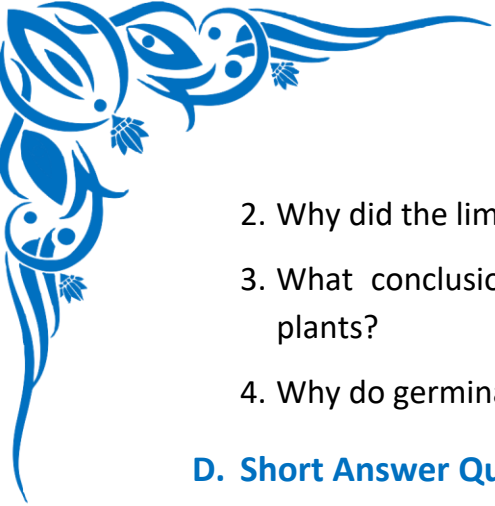 2. Why did the lim
3. What conclusio
plants?
4. Why do germina
D. Short Answer Qu